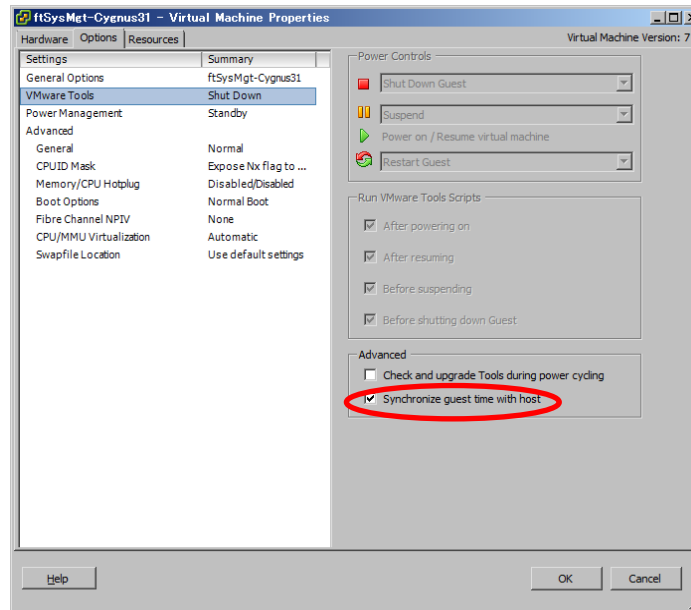 ftSysMgt-Cygnus31 - Virtual Machine Properties
Hardware Options Resources Virtual Machine Version: 7
Settings Summary
General Options ftSysMgt-Cygnus31
VMware Tools Shut Down
Power Management Standby
Advanced
General Normal
CPUID Mask Expose Nx flag to ...
Memory/CPU Hotplug Disabled/Disabled
Boot Options Normal Boot
Fibre Channel NPIV None
CPU/MMU Virtualization Automatic
Swapfile Location Use default settings
Power Controls
Shut Down Guest
Suspend
Power on / Resume virtual machine
Restart Guest
Run VMware Tools Scripts
After powering on
After resuming
Before suspending
Before shutting down Guest
Advanced
Check and upgrade Tools during power cycling
Synchronize guest time with host
Help OK Cancel